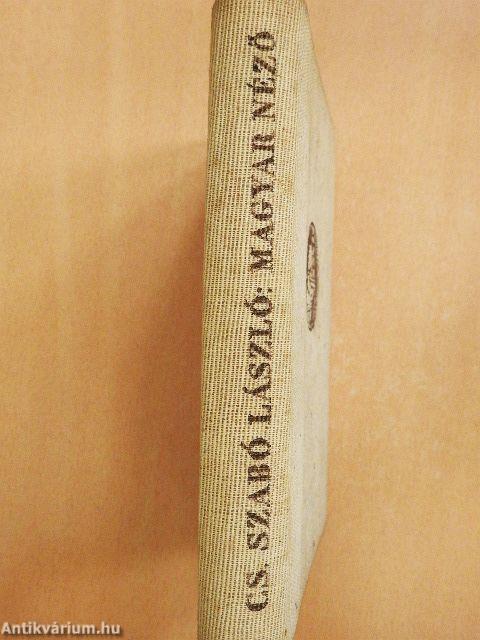 CS. SZABÓ LÁSZLÓ: MAGYAR NÉZŐ
Antikvárium.hu